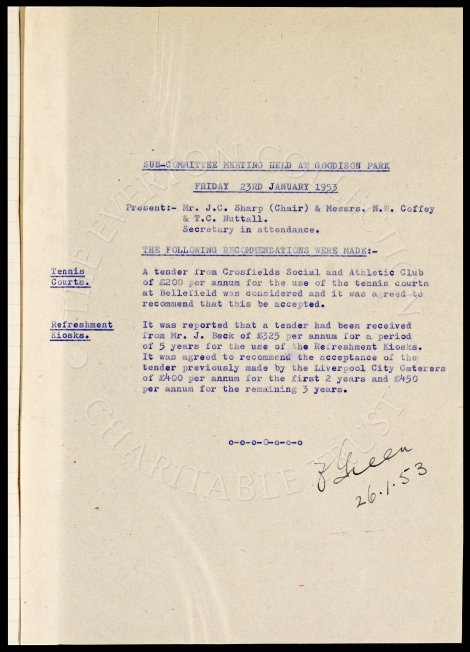 SUB-COMMITTEE MEETING HELD AT GOODISON PARK
FRIDAY 23RD JANUARY 1953
Present:- Mr. J.C. Sharp (Chair) & Messrs. N.W. Coffey
& T.C. Nuttall.
Secretary in attendance.
THE FOLLOWING RECOMMENDATIONS WERE MADE:-
Tennis
Courts.
A tender from Crosfields Social and Athletic Club
of £200 per annum for the use of the tennis courts
at Bellefield was considered and it was agreed to
recommend that this be accepted.
Refreshment
Kiosks.
It was reported that a tender had been received
from Mr. J. Beck of £325 per annum for a period
of 5 years for the use of the Refreshment Kiosks.
It was agreed to recommend the acceptance of the
tender previously made by the Liverpool City Caterers
of £400 per annum for the first 2 years and £450
per annum for the remaining 3 years.
o-o-o-O-o-o-o
Green
26.1.53
THE EVERTON COLLECTION
CHARITABLE TRUST